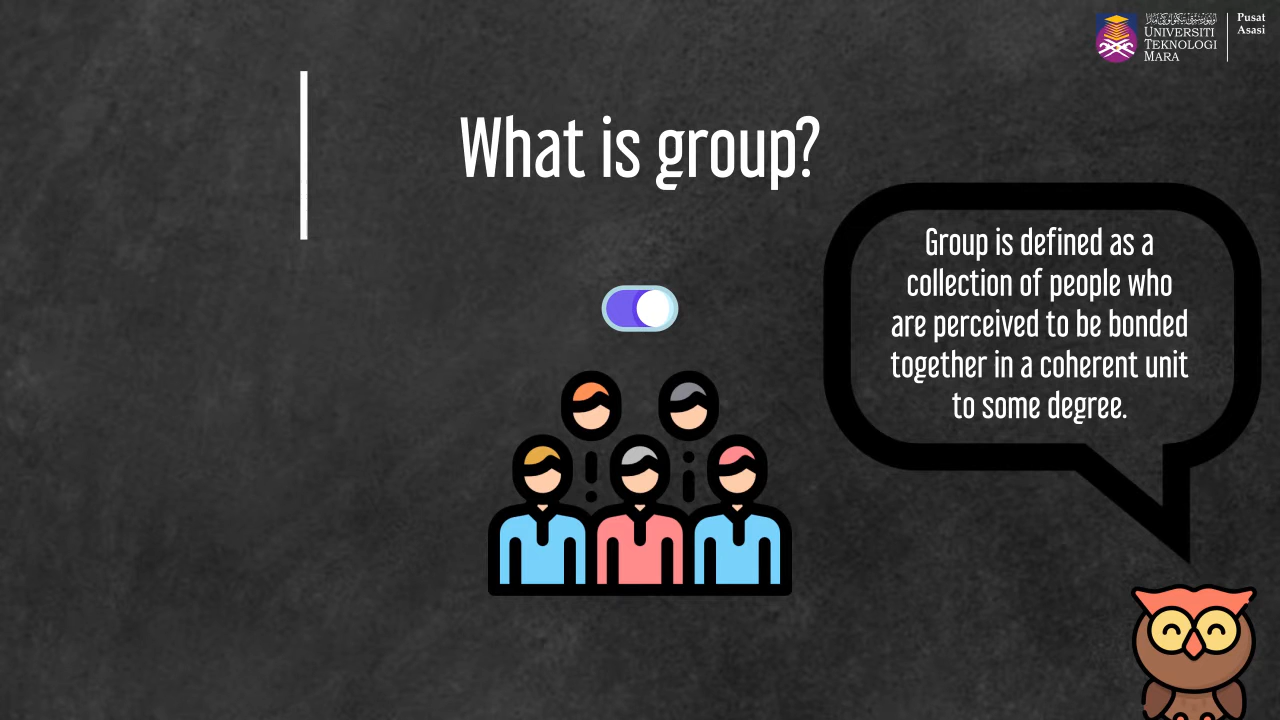 UNIVERSITI
TEKNOLOGI
MARA
Pusat
Asasi
What is group?
Group is defined as a
collection of people who
are perceived to be bonded
together in a coherent unit
to some degree.